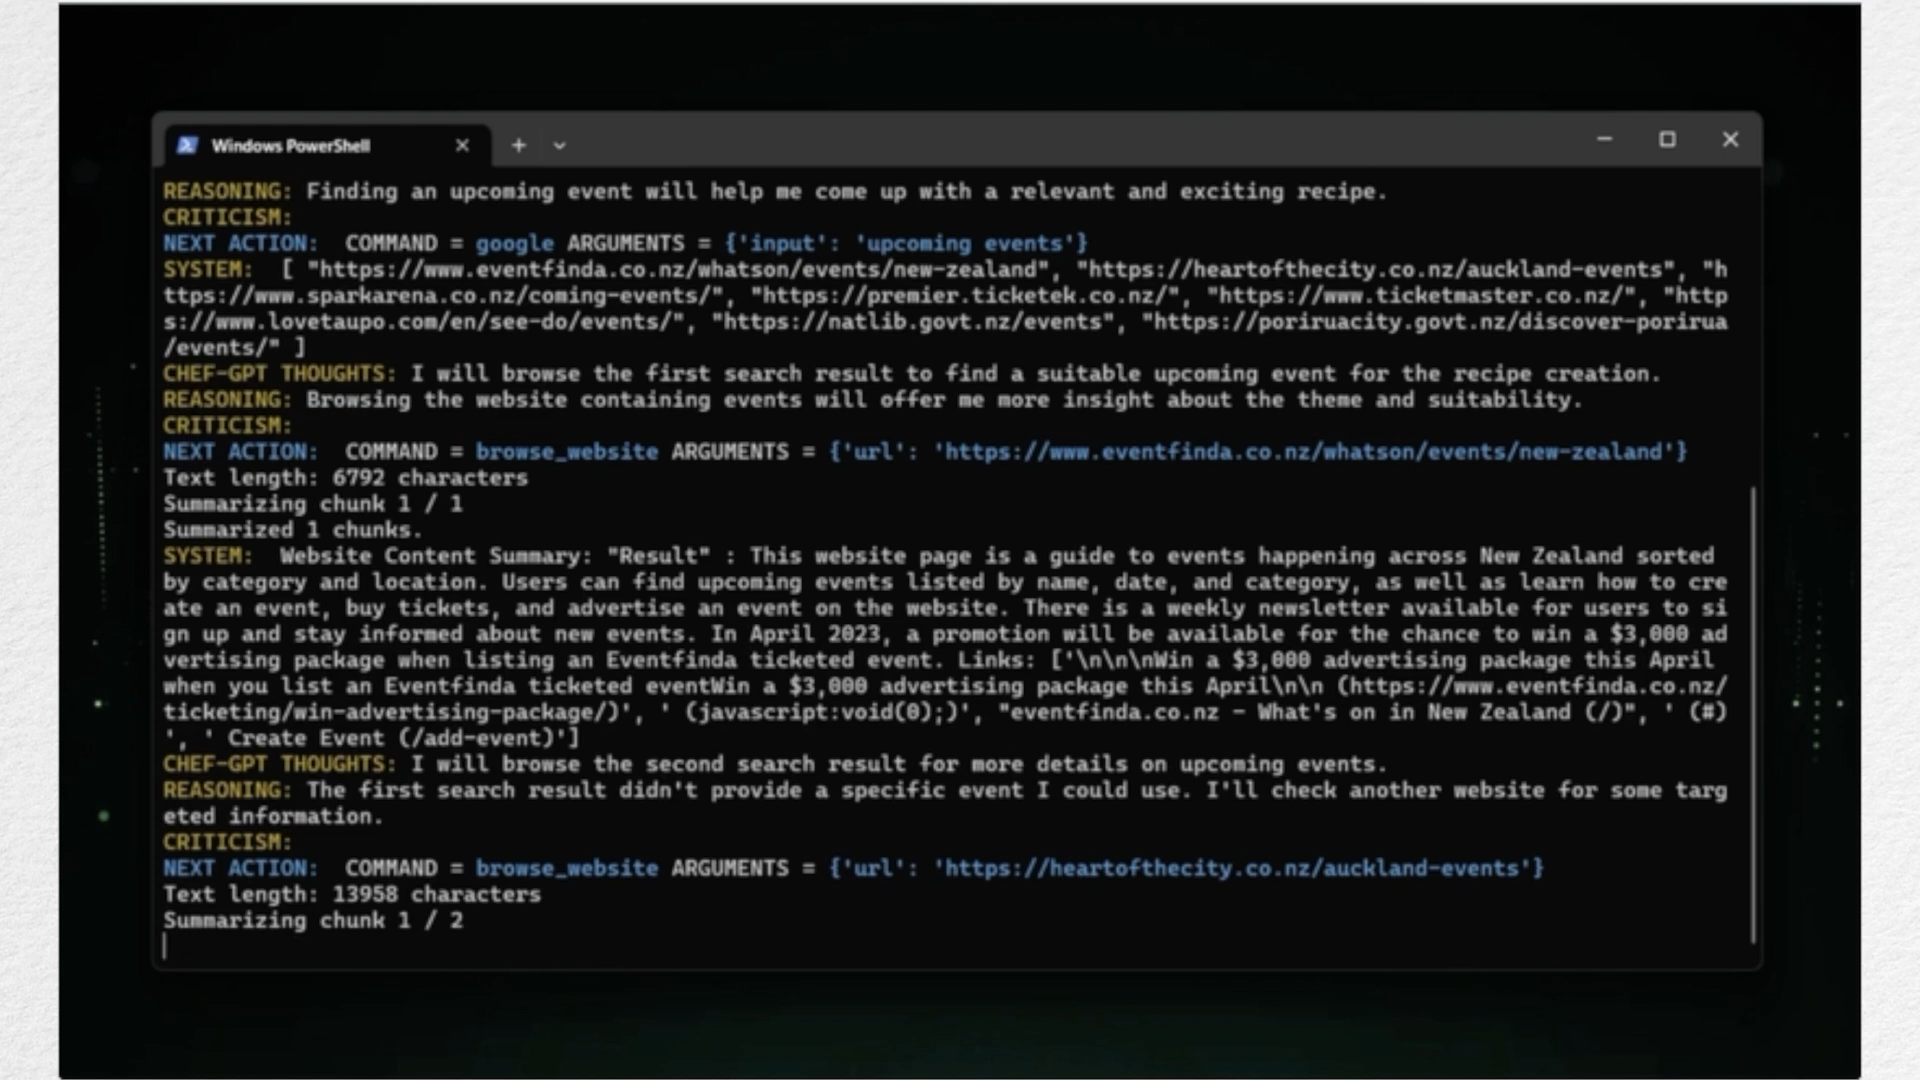 Windows PowerShell
REASONING: Finding an upcoming event will help me come up with a relevant and exciting recipe.
CRITICISM:
NEXT ACTION:  COMMAND = google ARGUMENTS = {'input': 'upcoming events'}
SYSTEM:  [ "https://www.eventfinda.co.nz/whatson/events/new-zealand", "https://heartofthecity.co.nz/auckland-events", "h
ttps://www.sparkarena.co.nz/coming-events/", "https://premier.ticketek.co.nz/", "https://www.ticketmaster.co.nz/", "http
s://www.lovetaupo.com/en/see-do/events/", "https://natlib.govt.nz/events", "https://poriruacity.govt.nz/discover-porirua
/events/" ]
CHEF-GPT THOUGHTS: I will browse the first search result to find a suitable upcoming event for the recipe creation.
REASONING: Browsing the website containing events will offer me more insight about the theme and suitability.
CRITICISM:
NEXT ACTION:  COMMAND = browse_website ARGUMENTS = {'url': 'https://www.eventfinda.co.nz/whatson/events/new-zealand'}
Text length: 6792 characters
Summarizing chunk 1 / 1
Summarized 1 chunks.
SYSTEM:  Website Content Summary: "Result" : This website page is a guide to events happening across New Zealand sorted
by category and location. Users can find upcoming events listed by name, date, and category, as well as learn how to cre
ate an event, buy tickets, and advertise an event on the website. There is a weekly newsletter available for users to si
gn up and stay informed about new events. In April 2023, a promotion will be available for the chance to win a $3,000 ad
vertising package when listing an Eventfinda ticketed event. Links: ['\n\n\nWin a $3,000 advertising package this April
when you list an Eventfinda ticketed eventWin a $3,000 advertising package this April\n\n (https://www.eventfinda.co.nz/
ticketing/win-advertising-package/)', ' (javascript:void(0);)', "eventfinda.co.nz - What's on in New Zealand (/)", ' (#)
', ' Create Event (/add-event)']
CHEF-GPT THOUGHTS: I will browse the second search result for more details on upcoming events.
REASONING: The first search result didn't provide a specific event I could use. I'll check another website for some targ
eted information.
CRITICISM:
NEXT ACTION:  COMMAND = browse_website ARGUMENTS = {'url': 'https://heartofthecity.co.nz/auckland-events'}
Text length: 13958 characters
Summarizing chunk 1 / 2